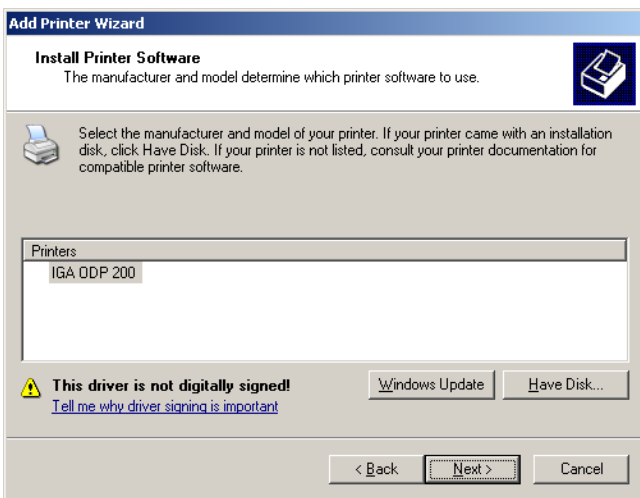 Add Printer Wizard
Install Printer Software
The manufacturer and model determine which printer software to use.
Select the manufacturer and model of your printer. If your printer came with an installation
disk, click Have Disk. If your printer is not listed, consult your printer documentation for
compatible printer software.
Printers
IGA ODP 200
This driver is not digitally signed!
Tell me why driver signing is important
Windows Update
Have Disk...
< Back
Next >
Cancel